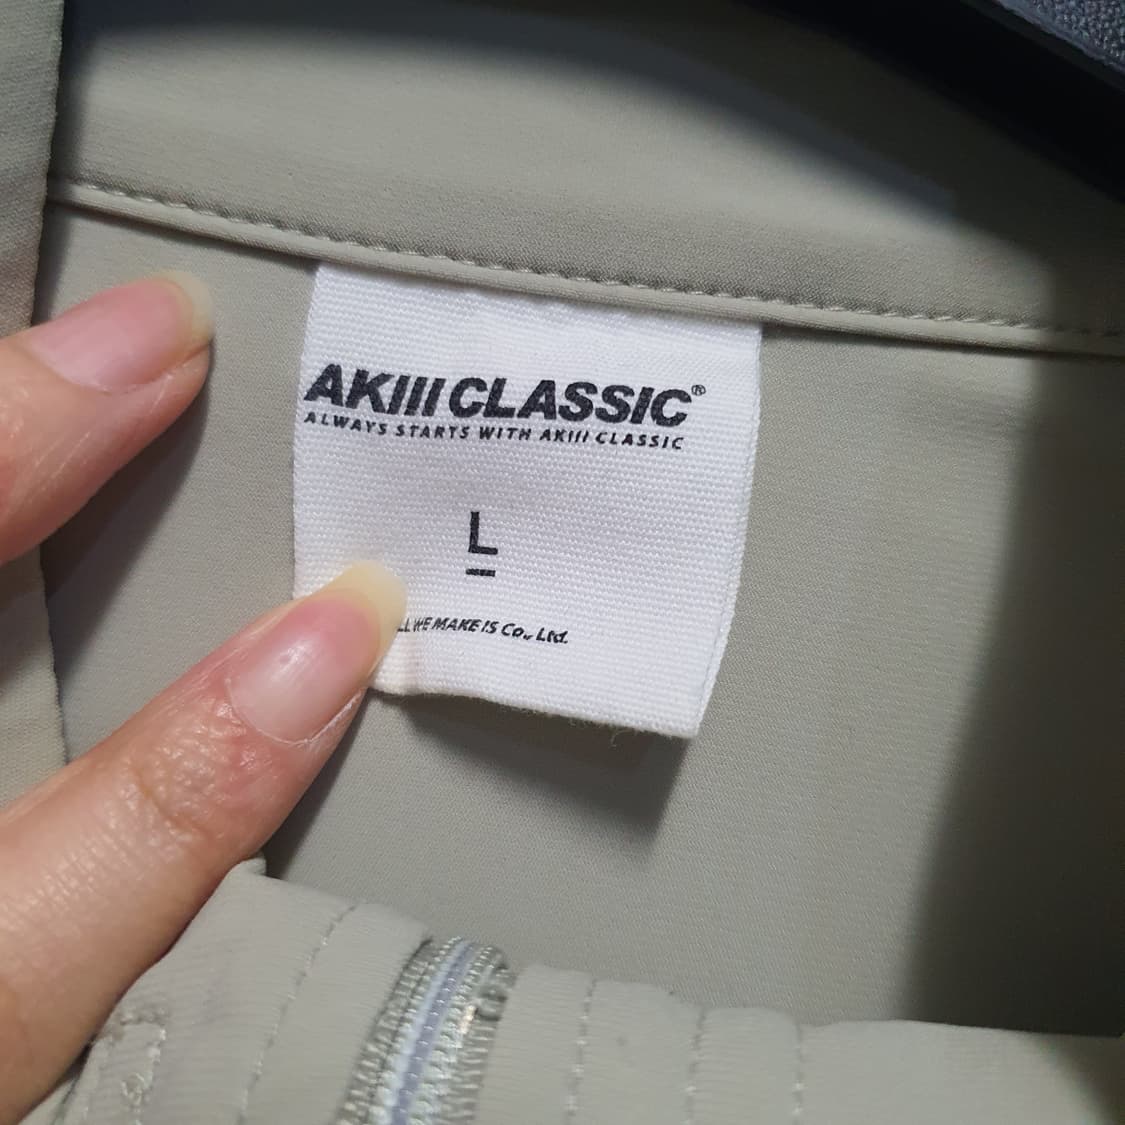 AKIII CLASSIC®
ALWAYS STARTS WITH AKIII CLASSIC
L
WE MAKE IS Co., Ltd.